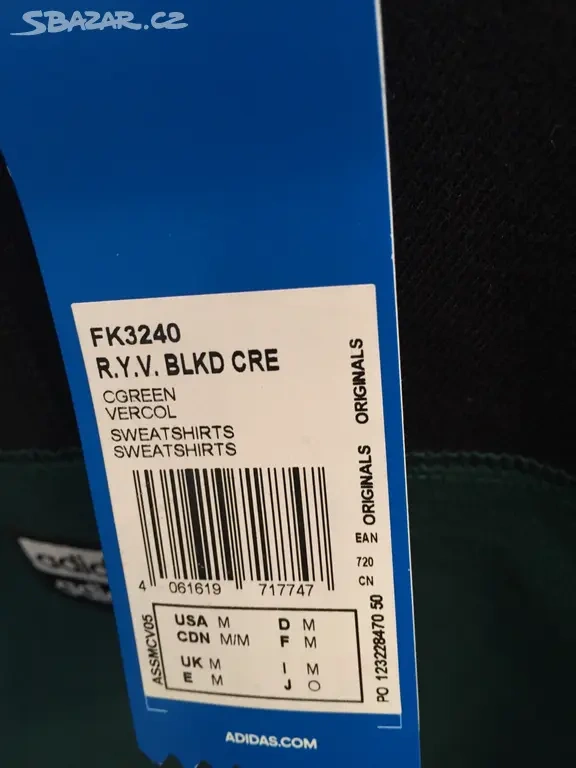 SBAZAR.CZ
FK3240
R.Y.V. BLKD CRE
CGREEN
VERCOL
SWEATSHIRTS
SWEATSHIRTS
ORIGINALS
ORIGINALS
EAN
720
CN
4 061619 717747
ASSMCV05
USA M D M
CDN M/M F M
UK M I M
E M J O
PO 123228470 50
adidas
ADIDAS.COM